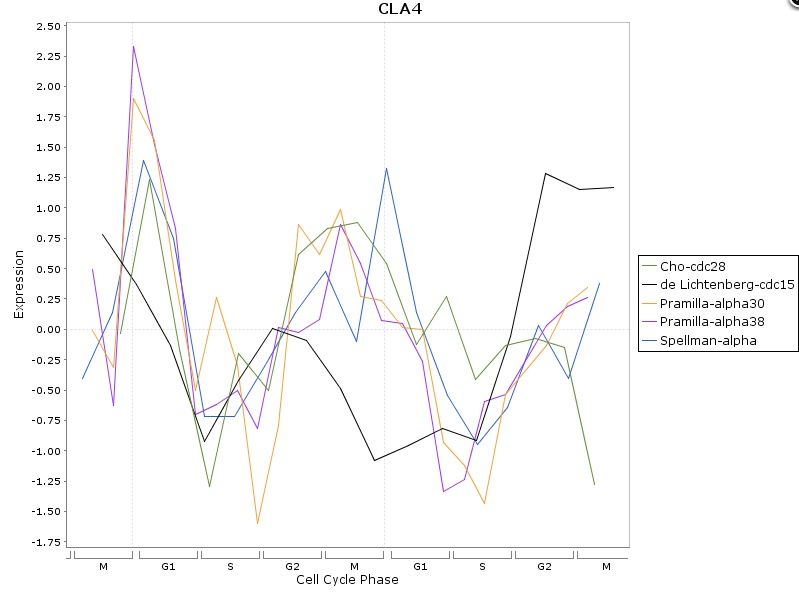 CLA4
2.50
2.25
2.00
1.75
1.50
1.25
1.00
0.75
0.50
0.25
0.00
-0.25
-0.50
-0.75
-1.00
-1.25
-1.50
-1.75
Expression
M G1 S G2 M G1 S G2 M
Cell Cycle Phase
Cho-cdc28
de Lichtenberg-cdc15
Pramilla-alpha30
Pramilla-alpha38
Spellman-alpha